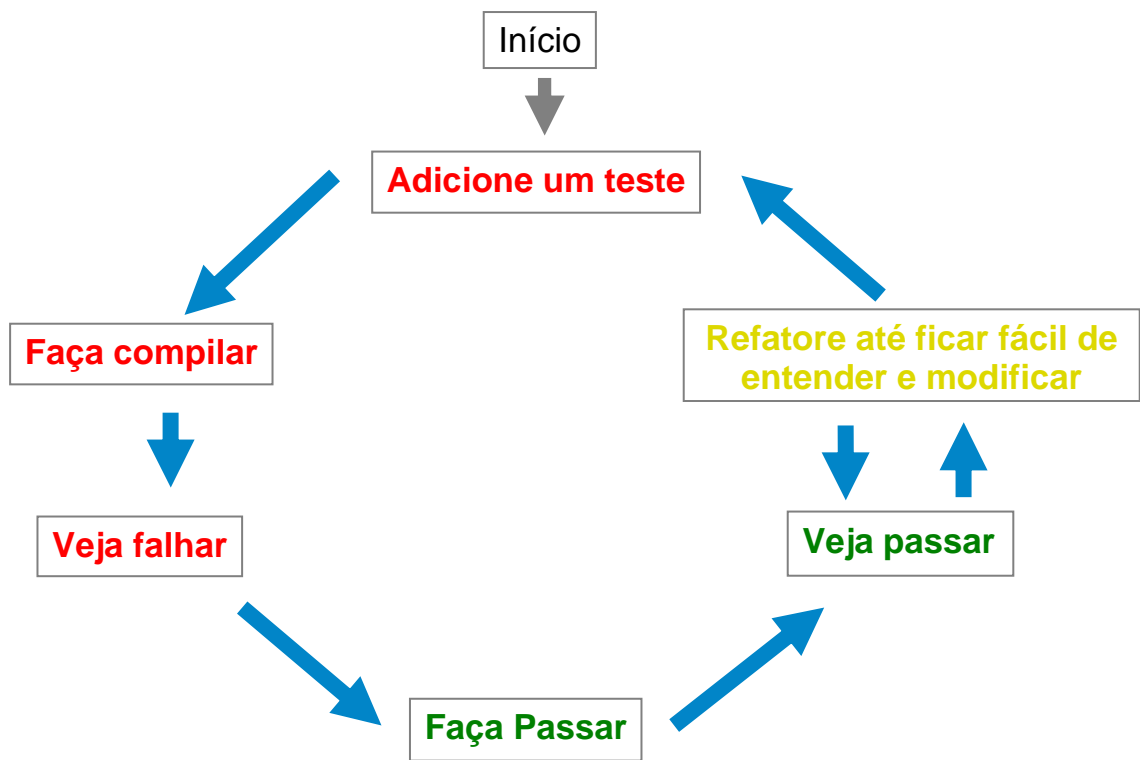 Início
Adicione um teste
Faça compilar
Refatore até ficar fácil de
entender e modificar
Veja falhar
Veja passar
Faça Passar